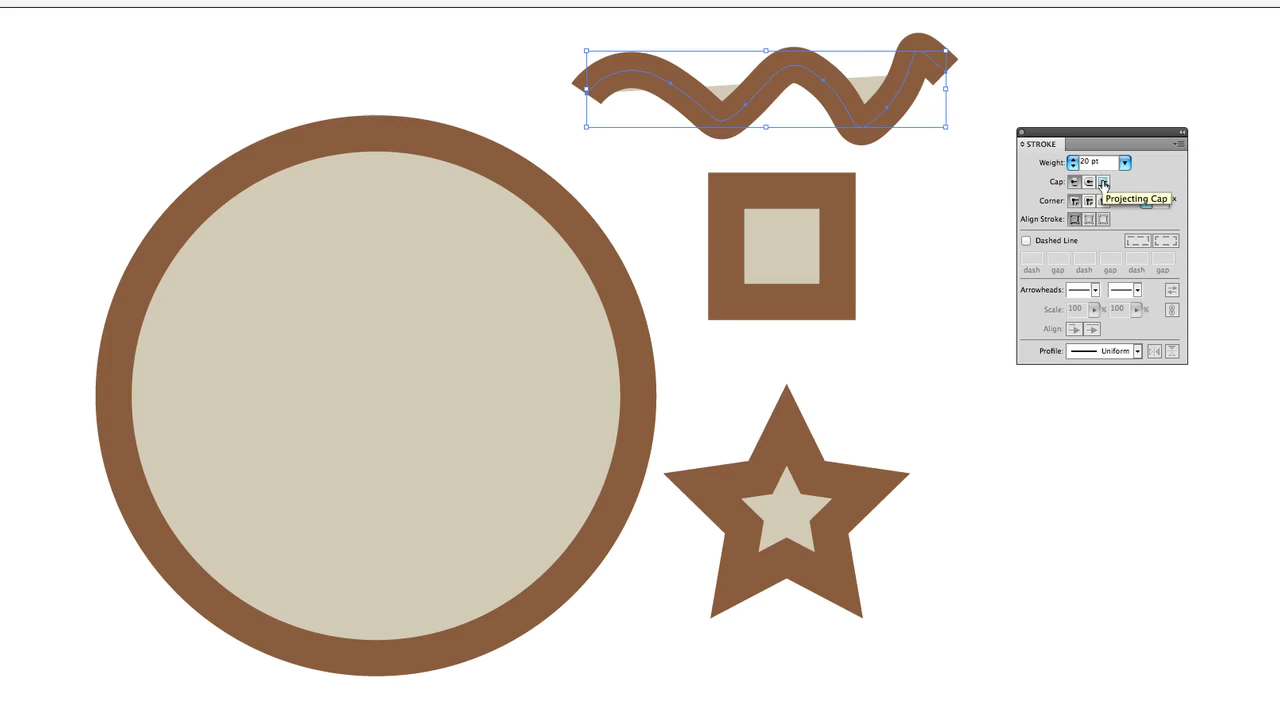 STROKE
Weight: 20 pt
Cap:
Projecting Cap
Corner: x
Align Stroke:
Dashed Line
dash gap dash gap dash gap
Arrowheads:
Scale: 100 % 100 %
Align:
Profile: Uniform